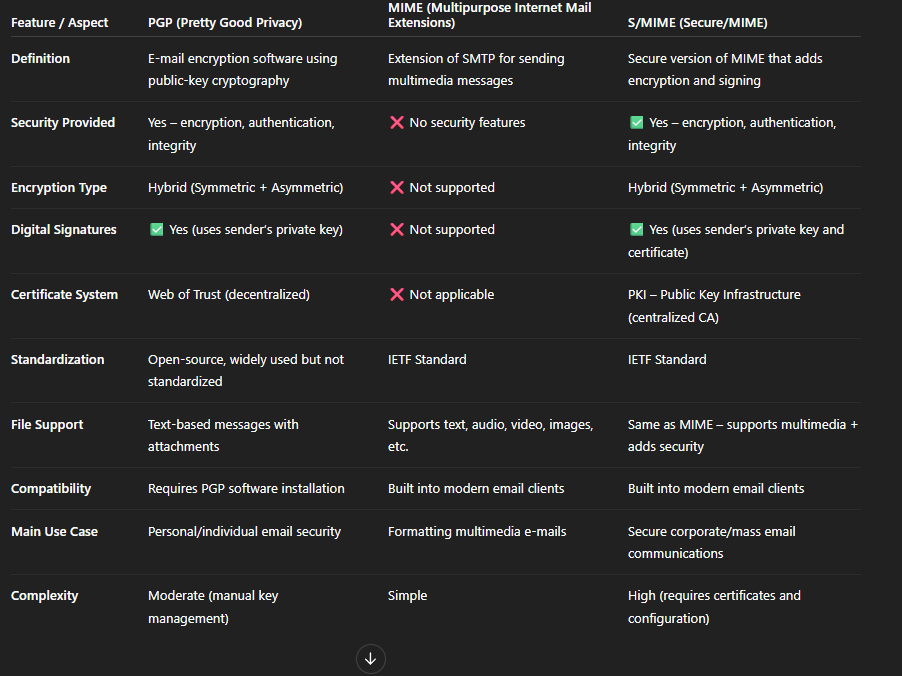 Feature / Aspect
PGP (Pretty Good Privacy)
MIME (Multipurpose Internet Mail
Extensions)
S/MIME (Secure/MIME)
Definition
E-mail encryption software using
public-key cryptography
Extension of SMTP for sending
multimedia messages
Secure version of MIME that adds
encryption and signing
Security Provided
Yes – encryption, authentication,
integrity
❌ No security features
✅ Yes – encryption, authentication,
integrity
Encryption Type
Hybrid (Symmetric + Asymmetric)
❌ Not supported
Hybrid (Symmetric + Asymmetric)
Digital Signatures
✅ Yes (uses sender's private key)
❌ Not supported
✅ Yes (uses sender's private key and
certificate)
Certificate System
Web of Trust (decentralized)
❌ Not applicable
PKI – Public Key Infrastructure
(centralized CA)
Standardization
Open-source, widely used but not
standardized
IETF Standard
IETF Standard
File Support
Text-based messages with
attachments
Supports text, audio, video, images,
etc.
Same as MIME – supports multimedia +
adds security
Compatibility
Requires PGP software installation
Built into modern email clients
Built into modern email clients
Main Use Case
Personal/individual email security
Formatting multimedia e-mails
Secure corporate/mass email
communications
Complexity
Moderate (manual key
management)
Simple
High (requires certificates and
configuration)